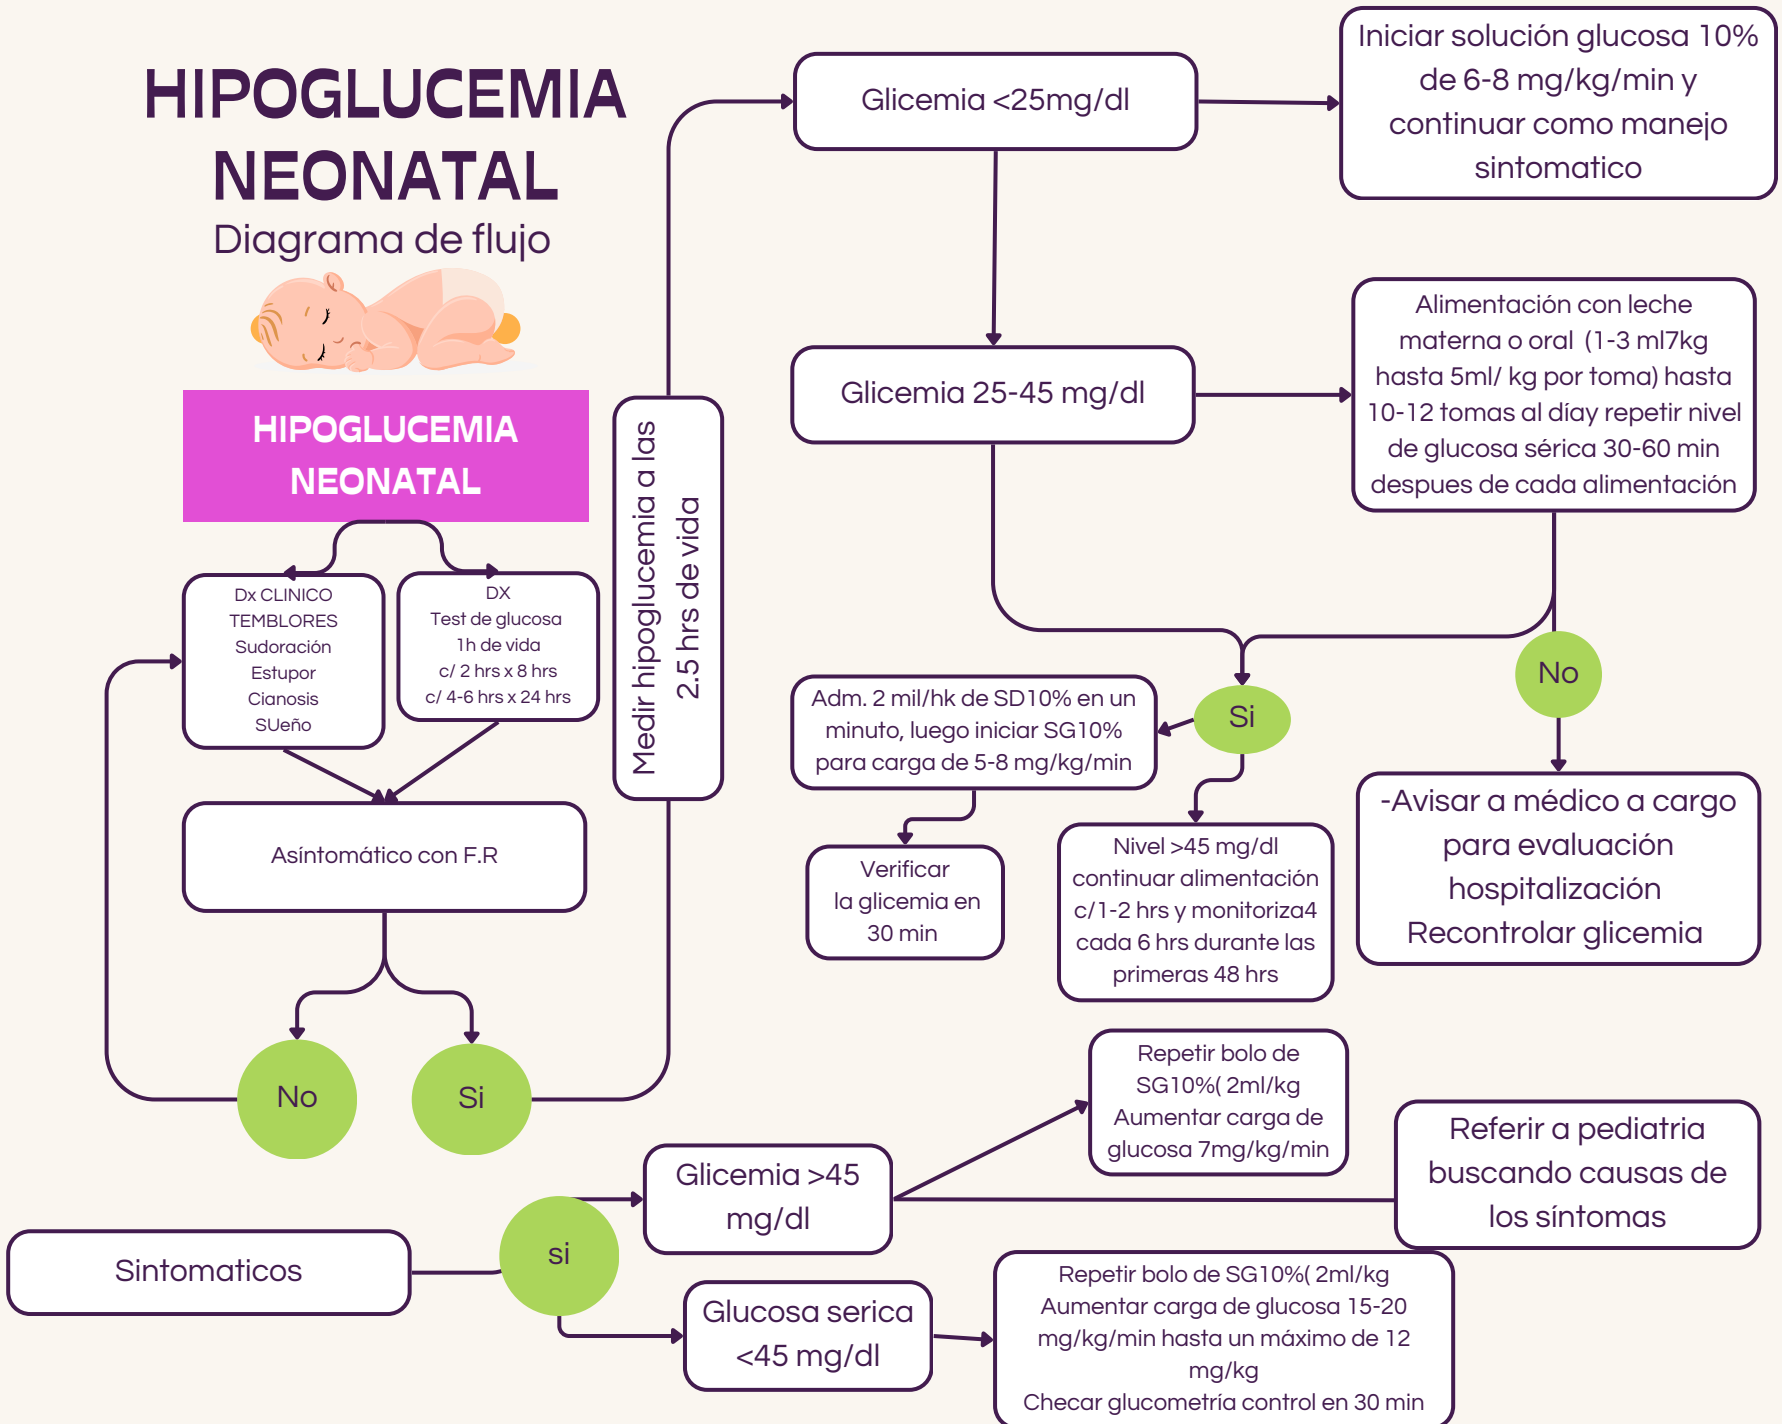 HIPOGLUCEMIA
NEONATAL
Diagrama de flujo
HIPOGLUCEMIA
NEONATAL
Dx CLINICO
TEMBLORES
Sudoración
Estupor
Cianosis
SUeño
DX
Test de glucosa
1h de vida
c/ 2 hrs x 8 hrs
c/ 4-6 hrs x 24 hrs
Asíntomático con F.R
No
Si
Medir hipoglucemia a las
2.5 hrs de vida
Glicemia <25mg/dl
Iniciar solución glucosa 10%
de 6-8 mg/kg/min y
continuar como manejo
sintomatico
Glicemia 25-45 mg/dl
Alimentación con leche
materna o oral (1-3 ml7kg
hasta 5ml/ kg por toma) hasta
10-12 tomas al díay repetir nivel
de glucosa sérica 30-60 min
despues de cada alimentación
Si
No
Adm. 2 mil/hk de SD10% en un
minuto, luego iniciar SG10%
para carga de 5-8 mg/kg/min
Verificar
la glicemia en
30 min
Nivel >45 mg/dl
continuar alimentación
c/1-2 hrs y monitoriza4
cada 6 hrs durante las
primeras 48 hrs
-Avisar a médico a cargo
para evaluación
hospitalización
Recontrolar glicemia
Sintomaticos
si
Glicemia >45
mg/dl
Repetir bolo de
SG10%( 2ml/kg
Aumentar carga de
glucosa 7mg/kg/min
Referir a pediatria
buscando causas de
los síntomas
Glucosa serica
<45 mg/dl
Repetir bolo de SG10%( 2ml/kg
Aumentar carga de glucosa 15-20
mg/kg/min hasta un máximo de 12
mg/kg
Checar glucometría control en 30 min